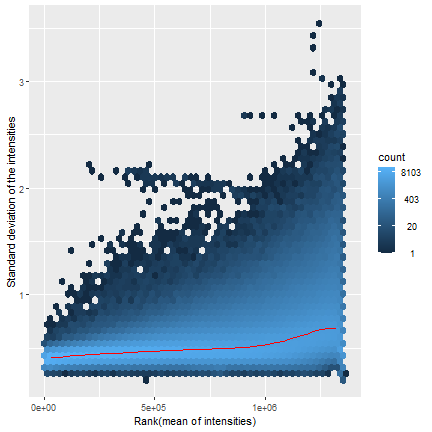 3
2
1
0e+00
5e+05
1e+06
Rank(mean of intensities)
Standard deviation of the intensities
count
8103
403
20
1